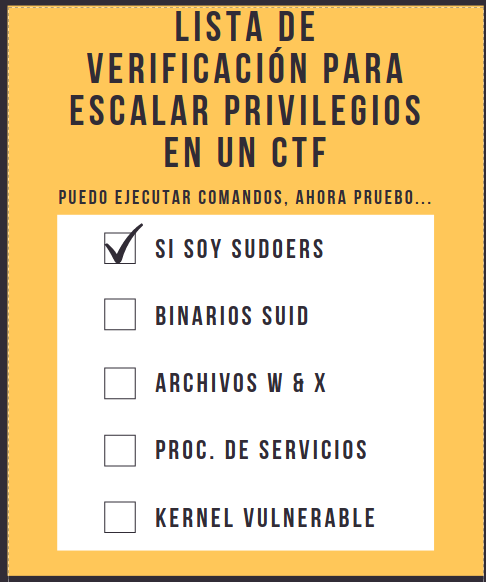 LISTA DE
VERIFICACIÓN PARA
ESCALAR PRIVILEGIOS
EN UN CTF
PUEDO EJECUTAR COMANDOS, AHORA PRUEBO...
SI SOY SUDOERS
BINARIOS SUID
ARCHIVOS W & X
PROC. DE SERVICIOS
KERNEL VULNERABLE